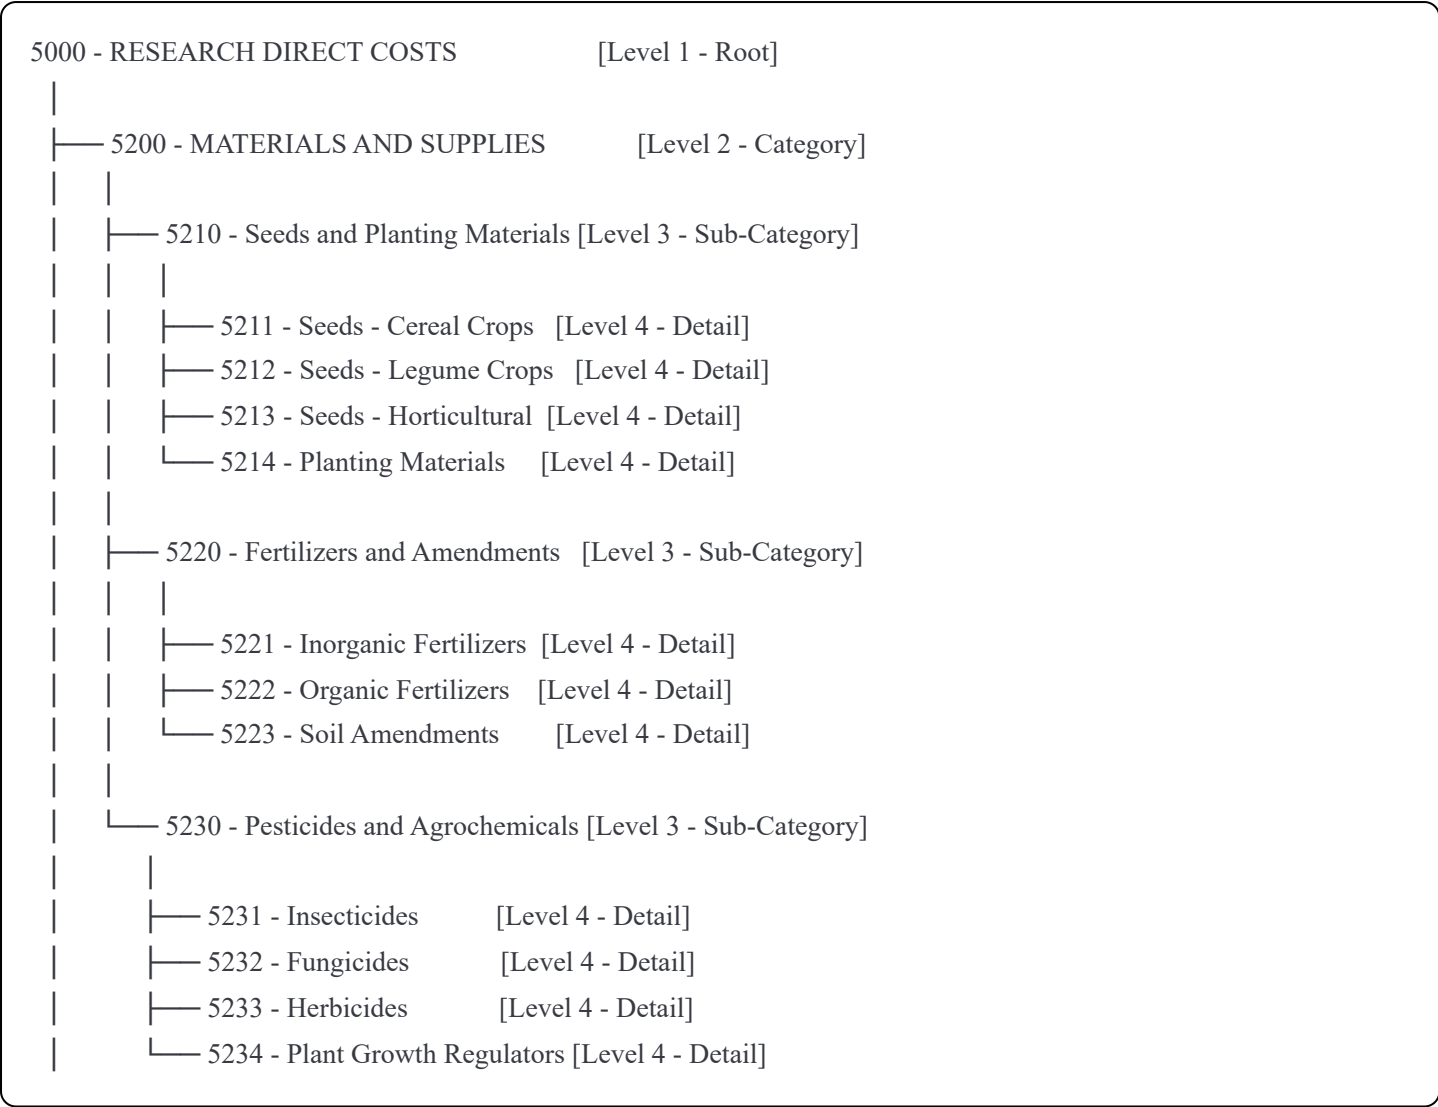 5000 - RESEARCH DIRECT COSTS [Level 1 - Root]
5200 - MATERIALS AND SUPPLIES [Level 2 - Category]
5210 - Seeds and Planting Materials [Level 3 - Sub-Category]
5211 - Seeds - Cereal Crops [Level 4 - Detail]
5212 - Seeds - Legume Crops [Level 4 - Detail]
5213 - Seeds - Horticultural [Level 4 - Detail]
5214 - Planting Materials [Level 4 - Detail]
5220 - Fertilizers and Amendments [Level 3 - Sub-Category]
5221 - Inorganic Fertilizers [Level 4 - Detail]
5222 - Organic Fertilizers [Level 4 - Detail]
5223 - Soil Amendments [Level 4 - Detail]
5230 - Pesticides and Agrochemicals [Level 3 - Sub-Category]
5231 - Insecticides [Level 4 - Detail]
5232 - Fungicides [Level 4 - Detail]
5233 - Herbicides [Level 4 - Detail]
5234 - Plant Growth Regulators [Level 4 - Detail]